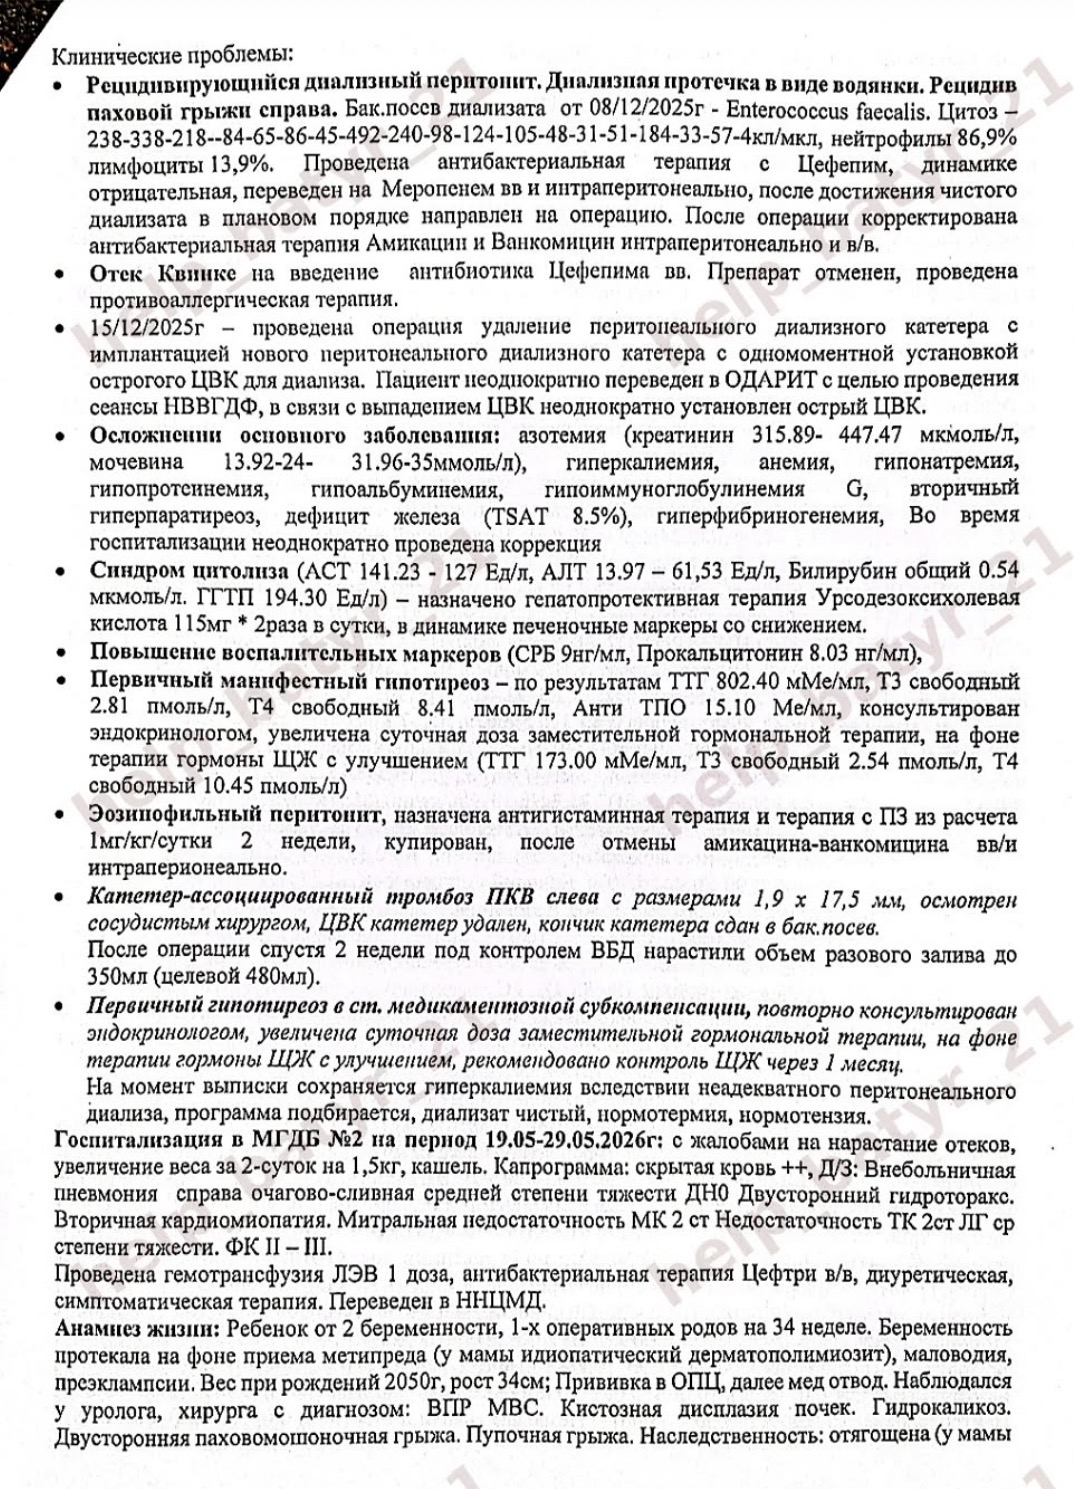 Клинические проблемы:
• Рецидивирующийся диализный перитонит. Диализная протечка в виде водянки. Рецидив
паховой грыжи справа. Бак.посев диализата от 08/12/2025г - Enterococcus faecalis. Цитоз –
238-338-218--84-65-86-45-492-240-98-124-105-48-31-51-184-33-57-4кл/мкл, нейтрофилы 86,9%
лимфоциты 13,9%. Проведена антибактериальная терапия с Цефепим, динамике
отрицательная, переведен на Меропенем вв и интраперитонеально, после достижения чистого
диализата в плановом порядке направлен на операцию. После операции корректирована
антибактериальная терапия Амикацин и Ванкомицин интраперитонеально и в/в.
• Отек Квинке на введение антибиотика Цефепима вв. Препарат отменен, проведена
противоаллергическая терапия.
• 15/12/2025г – проведена операция удаление перитонеального диализного катетера с
имплантацией нового перитонеального диализного катетера с одномоментной установкой
острогого ЦВК для диализа. Пациент неоднократно переведен в ОДАРИТ с целью проведения
сеансы НВВГДФ, в связи с выпадением ЦВК неоднократно установлен острый ЦВК.
• Осложнении основного заболевания: азотемия (креатинин 315.89- 447.47 мкмоль/л,
мочевина 13.92-24- 31.96-35ммоль/л), гиперкалиемия, анемия, гипонатремия,
гипопротеинемия, гипоальбуминемия, гипоиммуноглобулинемия G, вторичный
гиперпаратиреоз, дефицит железа (TSAT 8.5%), гиперфибриногенемия, Во время
госпитализации неоднократно проведена коррекция
• Синдром цитолиза (АСТ 141.23 - 127 Ед/л, АЛТ 13.97 – 61,53 Ед/л, Билирубин общий 0.54
мкмоль/л. ГГТП 194.30 Ед/л) – назначено гепатопротективная терапия Урсодезоксихолевая
кислота 115мг * 2раза в сутки, в динамике печеночные маркеры со снижением.
• Повышение воспалительных маркеров (СРБ 9нг/мл, Прокальцитонин 8.03 нг/мл),
• Первичный манифестный гипотиреоз – по результатам ТТГ 802.40 мМе/мл, Т3 свободный
2.81 пмоль/л, Т4 свободный 8.41 пмоль/л, Анти ТПО 15.10 Ме/мл, консультирован
эндокринологом, увеличена суточная доза заместительной гормональной терапии, на фоне
терапии гормоны ЩЖ с улучшением (ТТГ 173.00 мМе/мл, Т3 свободный 2.54 пмоль/л, Т4
свободный 10.45 пмоль/л)
• Эозинофильный перитонит, назначена антигистаминная терапия и терапия с ПЗ из расчета
1мг/кг/сутки 2 недели, купирован, после отмены амикацина-ванкомицина вв/и
интраперионеально.
• Катетер-ассоциированный тромбоз ПКВ слева с размерами 1,9 х 17,5 мм, осмотрен
сосудистым хирургом, ЦВК катетер удален, кончик катетера сдан в бак.посев.
После операции спустя 2 недели под контролем ВБД нарастили объем разового залива до
350мл (целевой 480мл).
• Первичный гипотиреоз в ст. медикаментозной субкомпенсации, повторно консультирован
эндокринологом, увеличена суточная доза заместительной гормональной терапии, на фоне
терапии гормоны ЩЖ с улучшением, рекомендовано контроль ЩЖ через 1 месяц.
На момент выписки сохраняется гиперкалиемия вследствии неадекватного перитонеального
диализа, программа подбирается, диализат чистый, нормотермия, нормотензия.
Госпитализация в МГДБ №2 на период 19.05-29.05.2026г: с жалобами на нарастание отеков,
увеличение веса за 2-суток на 1,5кг, кашель. Капрограмма: скрытая кровь ++, Д/З: Внебольничная
пневмония справа очагово-сливная средней степени тяжести ДН0 Двусторонний гидроторакс.
Вторичная кардиомиопатия. Митральная недостаточность МК 2 ст Недостаточность ТК 2ст ЛГ ср
степени тяжести. ФК II – III.
Проведена гемотрансфузия ЛЭВ 1 доза, антибактериальная терапия Цефтри в/в, диуретическая,
симптоматическая терапия. Переведен в ННЦМД.
Анамнез жизни: Ребенок от 2 беременности, 1-х оперативных родов на 34 неделе. Беременность
протекала на фоне приема метипреда (у мамы идиопатический дерматополимиозит), маловодия,
преэклампсии. Вес при рождений 2050г, рост 34см; Прививка в ОПЦ, далее мед отвод. Наблюдался
у уролога, хирурга с диагнозом: ВПР МВС. Кистозная дисплазия почек. Гидрокаликоз.
Двусторонняя паховомошоночная грыжа. Пупочная грыжа. Наследственность: отягощена (у мамы
help_batyr_21
help_batyr_21
help_batyr_21
help_batyr_21
help_batyr_21
help_batyr_21